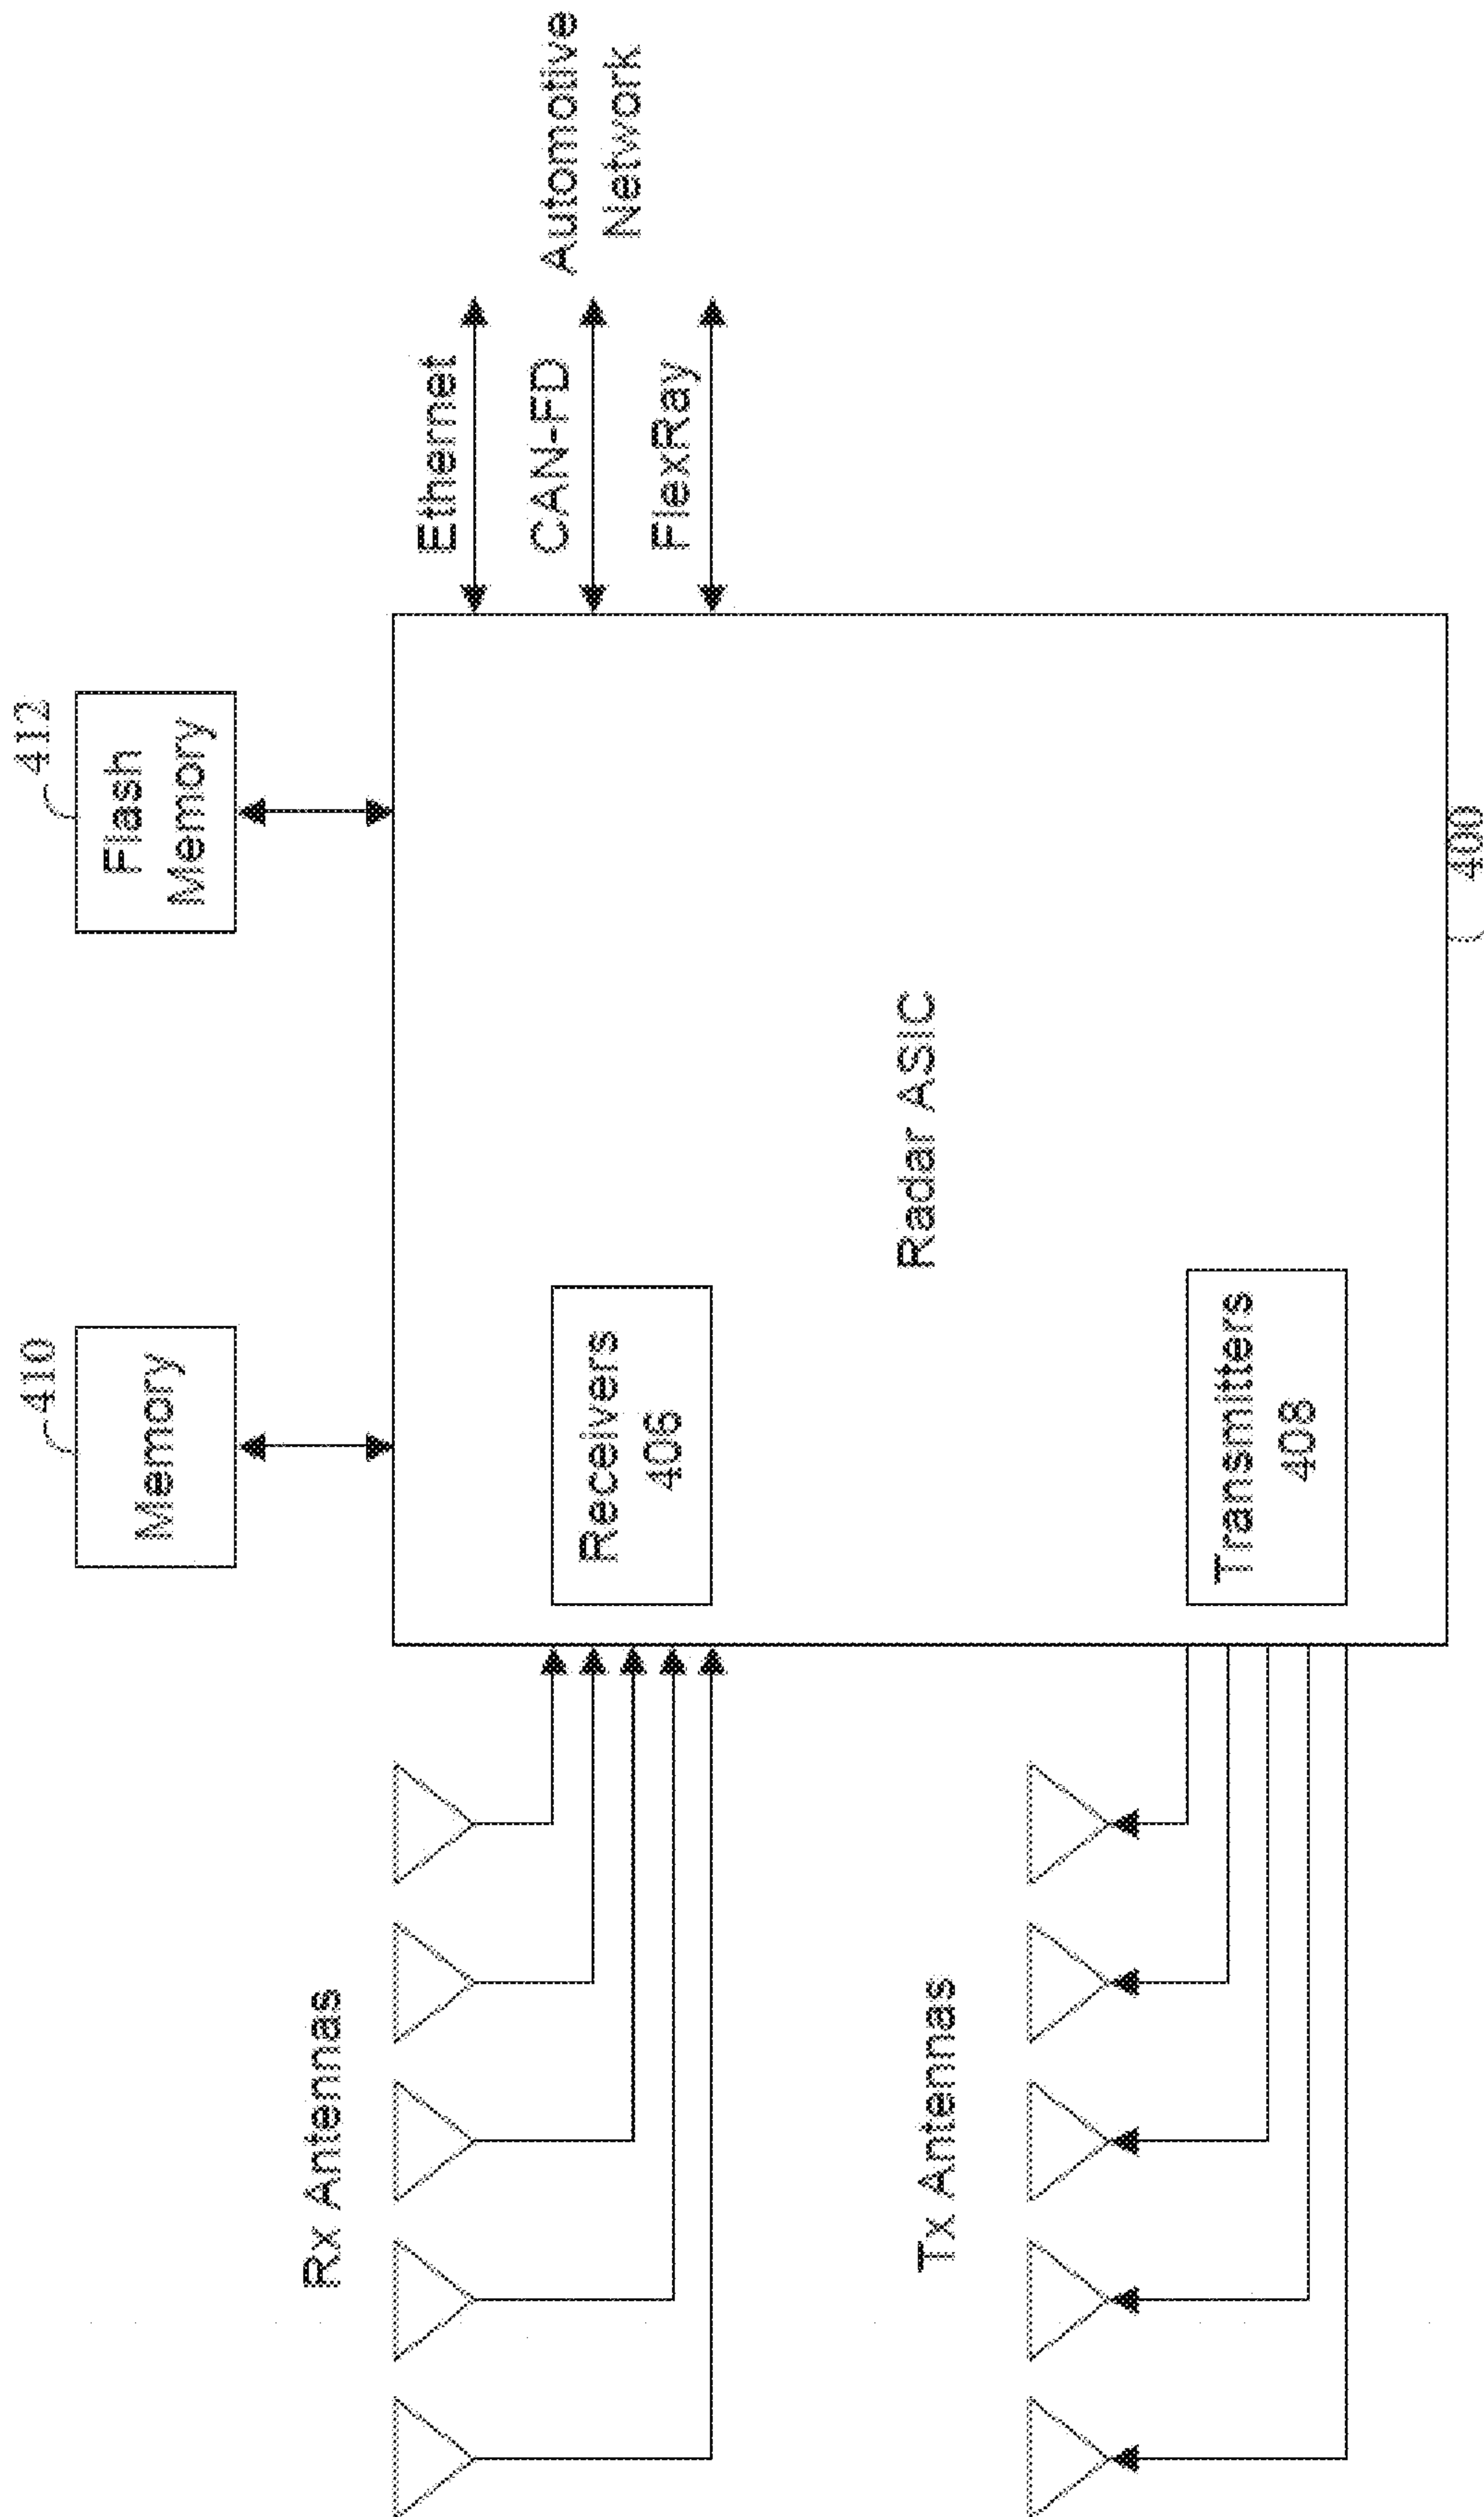 410
Memory
412
Flash
Memory
Rx Antennas
Receivers
406
Ethernet
CAN-FD
FlexRay
Automotive
Network
Radar ASIC
Tx Antennas
Transmitters
408
400